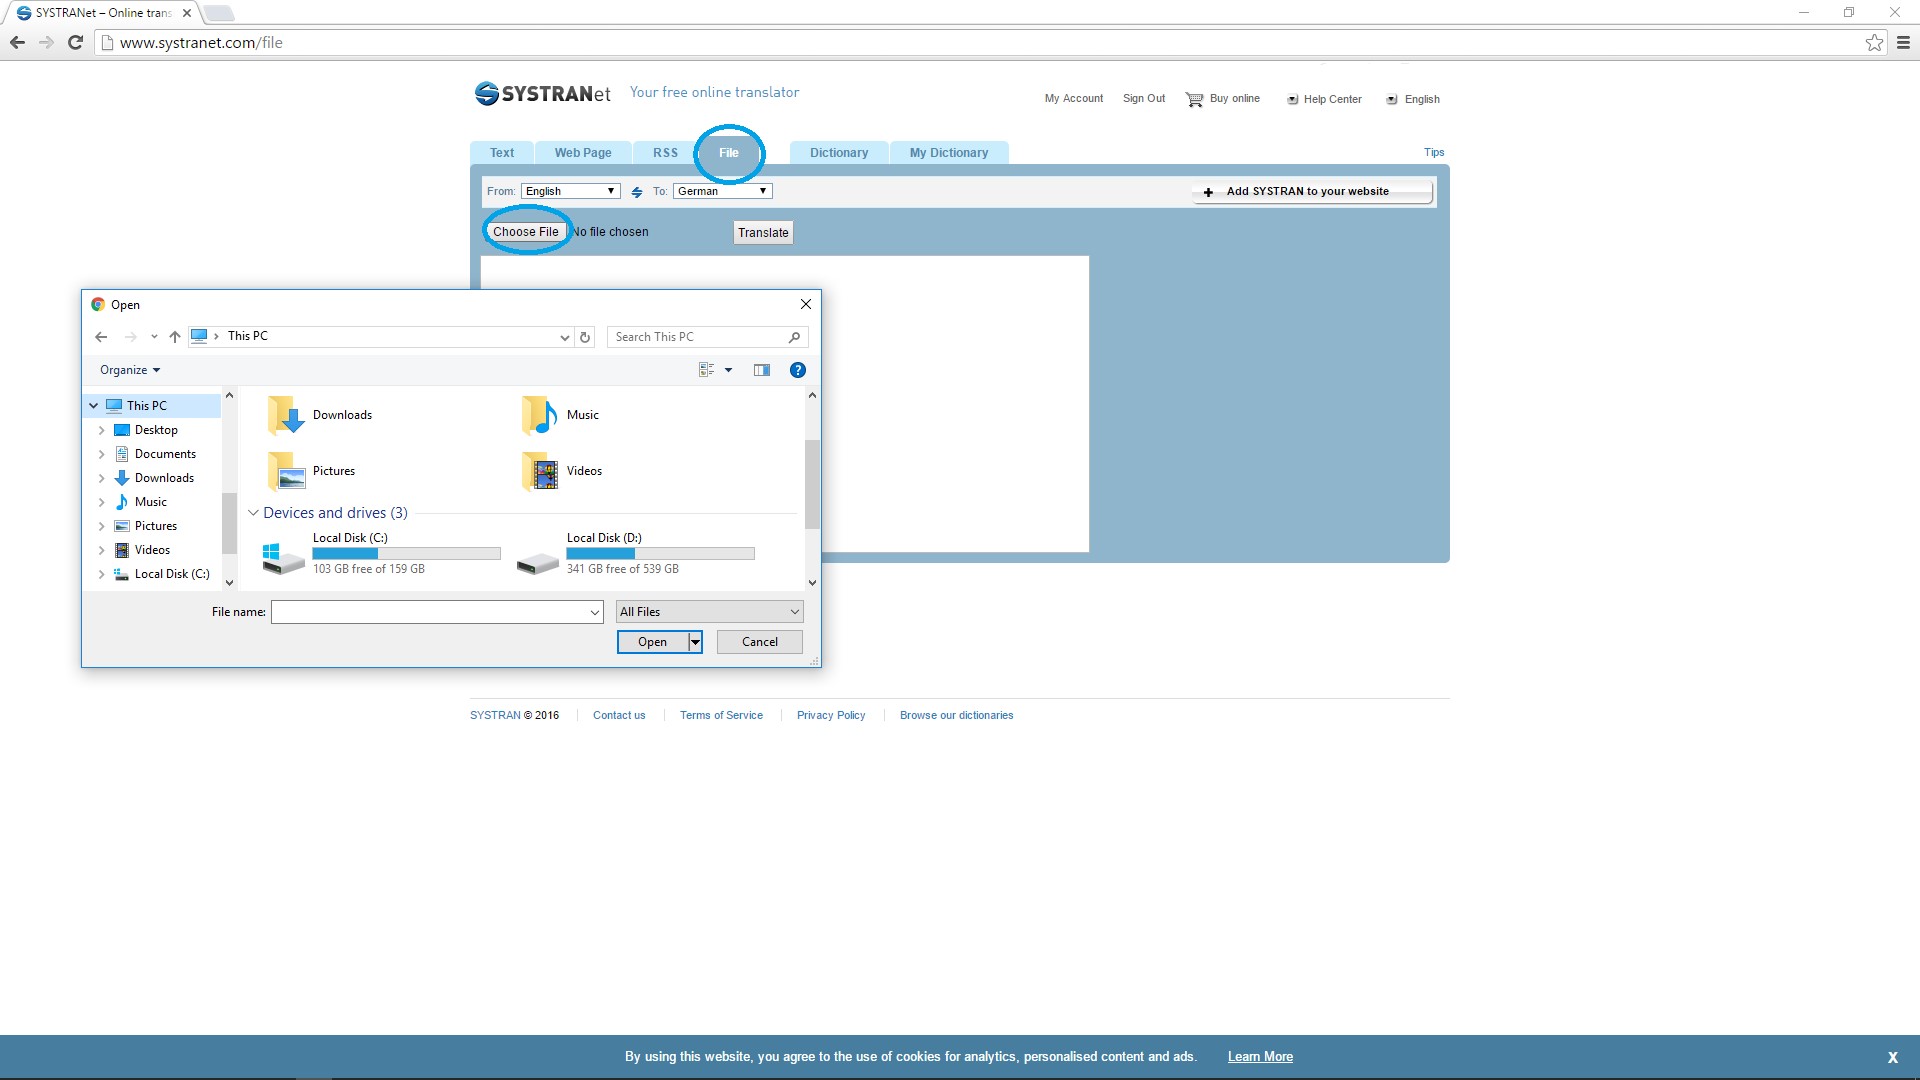 SYSTRANet – Online trans
www.systranet.com/file
SYSTRANet Your free online translator
My Account Sign Out Buy online Help Center English
Text Web Page RSS File Dictionary My Dictionary Tips
From: English To: German + Add SYSTRAN to your website
Choose File No file chosen Translate
Open
This PC Search This PC
Organize
This PC
Desktop
Documents
Downloads
Music
Pictures
Videos
Local Disk (C:)
Downloads Music
Pictures Videos
Devices and drives (3)
Local Disk (C:) Local Disk (D:)
103 GB free of 159 GB 341 GB free of 539 GB
File name: All Files
Open Cancel
SYSTRAN © 2016 Contact us Terms of Service Privacy Policy Browse our dictionaries
By using this website, you agree to the use of cookies for analytics, personalised content and ads. Learn More X